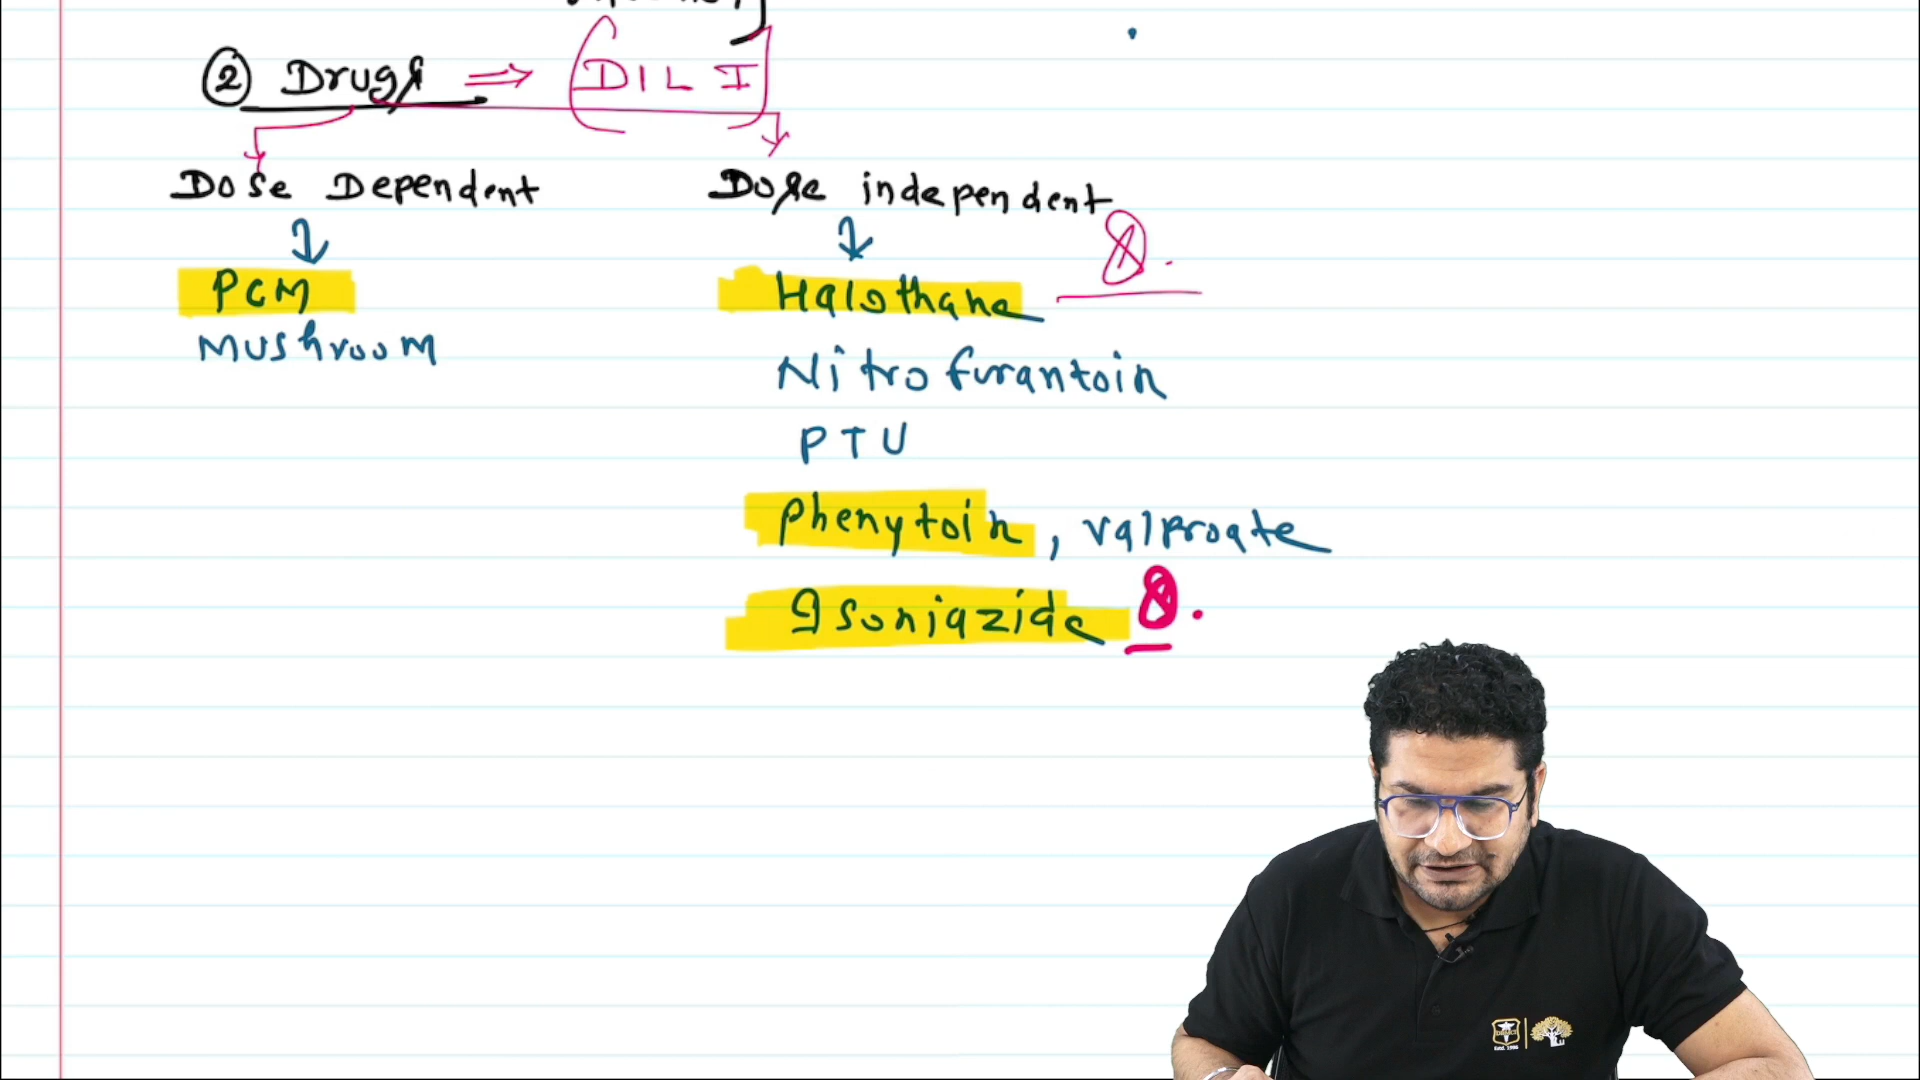 ② Drugs ⇒ [DILI]
Dose Dependent
PCM
Mushroom
Dose independent
Halothane
Nitrofurantoin
PTU
Phenytoin, valproate
Isoniazide